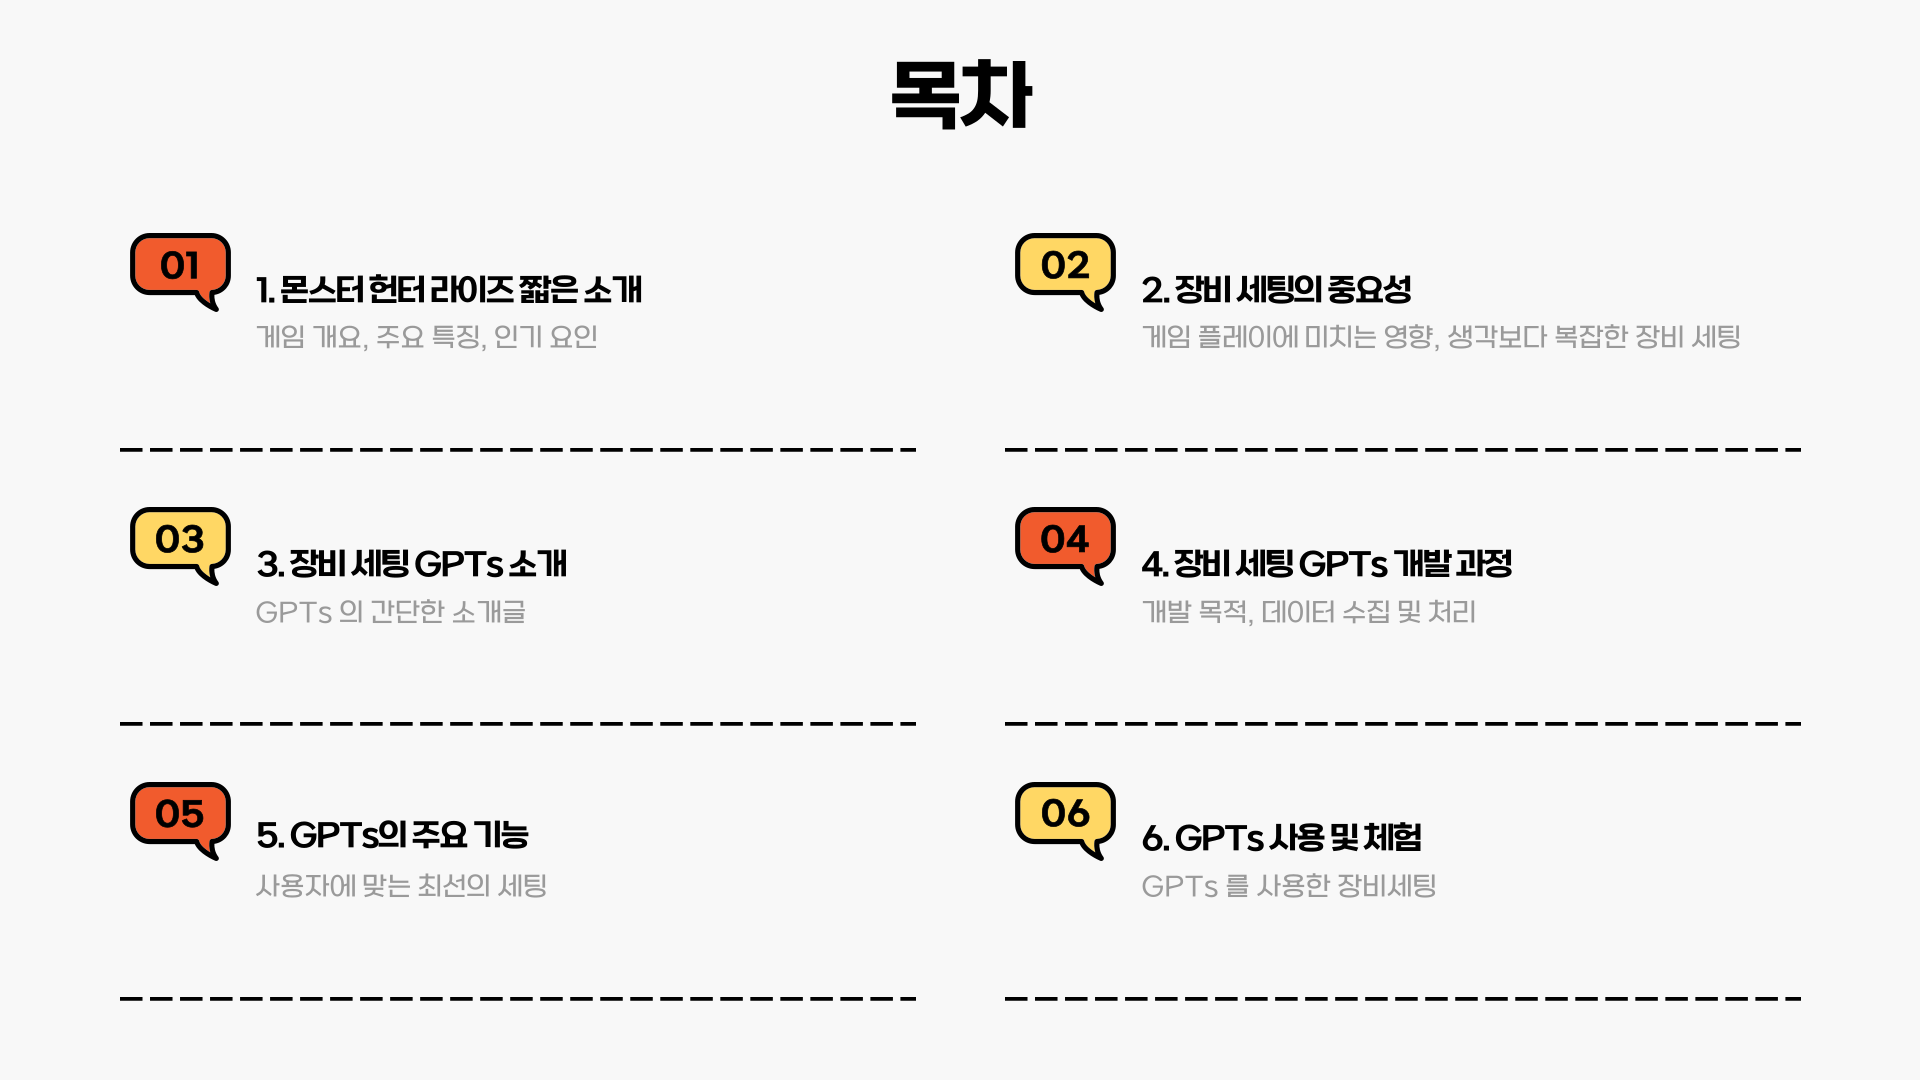 목차
01
1. 몬스터 헌터 라이즈 짧은 소개
게임 개요, 주요 특징, 인기 요인
02
2. 장비 세팅의 중요성
게임 플레이에 미치는 영향, 생각보다 복잡한 장비 세팅
03
3. 장비 세팅 GPTs 소개
GPTs 의 간단한 소개글
04
4. 장비 세팅 GPTs 개발 과정
개발 목적, 데이터 수집 및 처리
05
5. GPTs의 주요 기능
사용자에 맞는 최선의 세팅
06
6. GPTs 사용 및 체험
GPTs 를 사용한 장비세팅